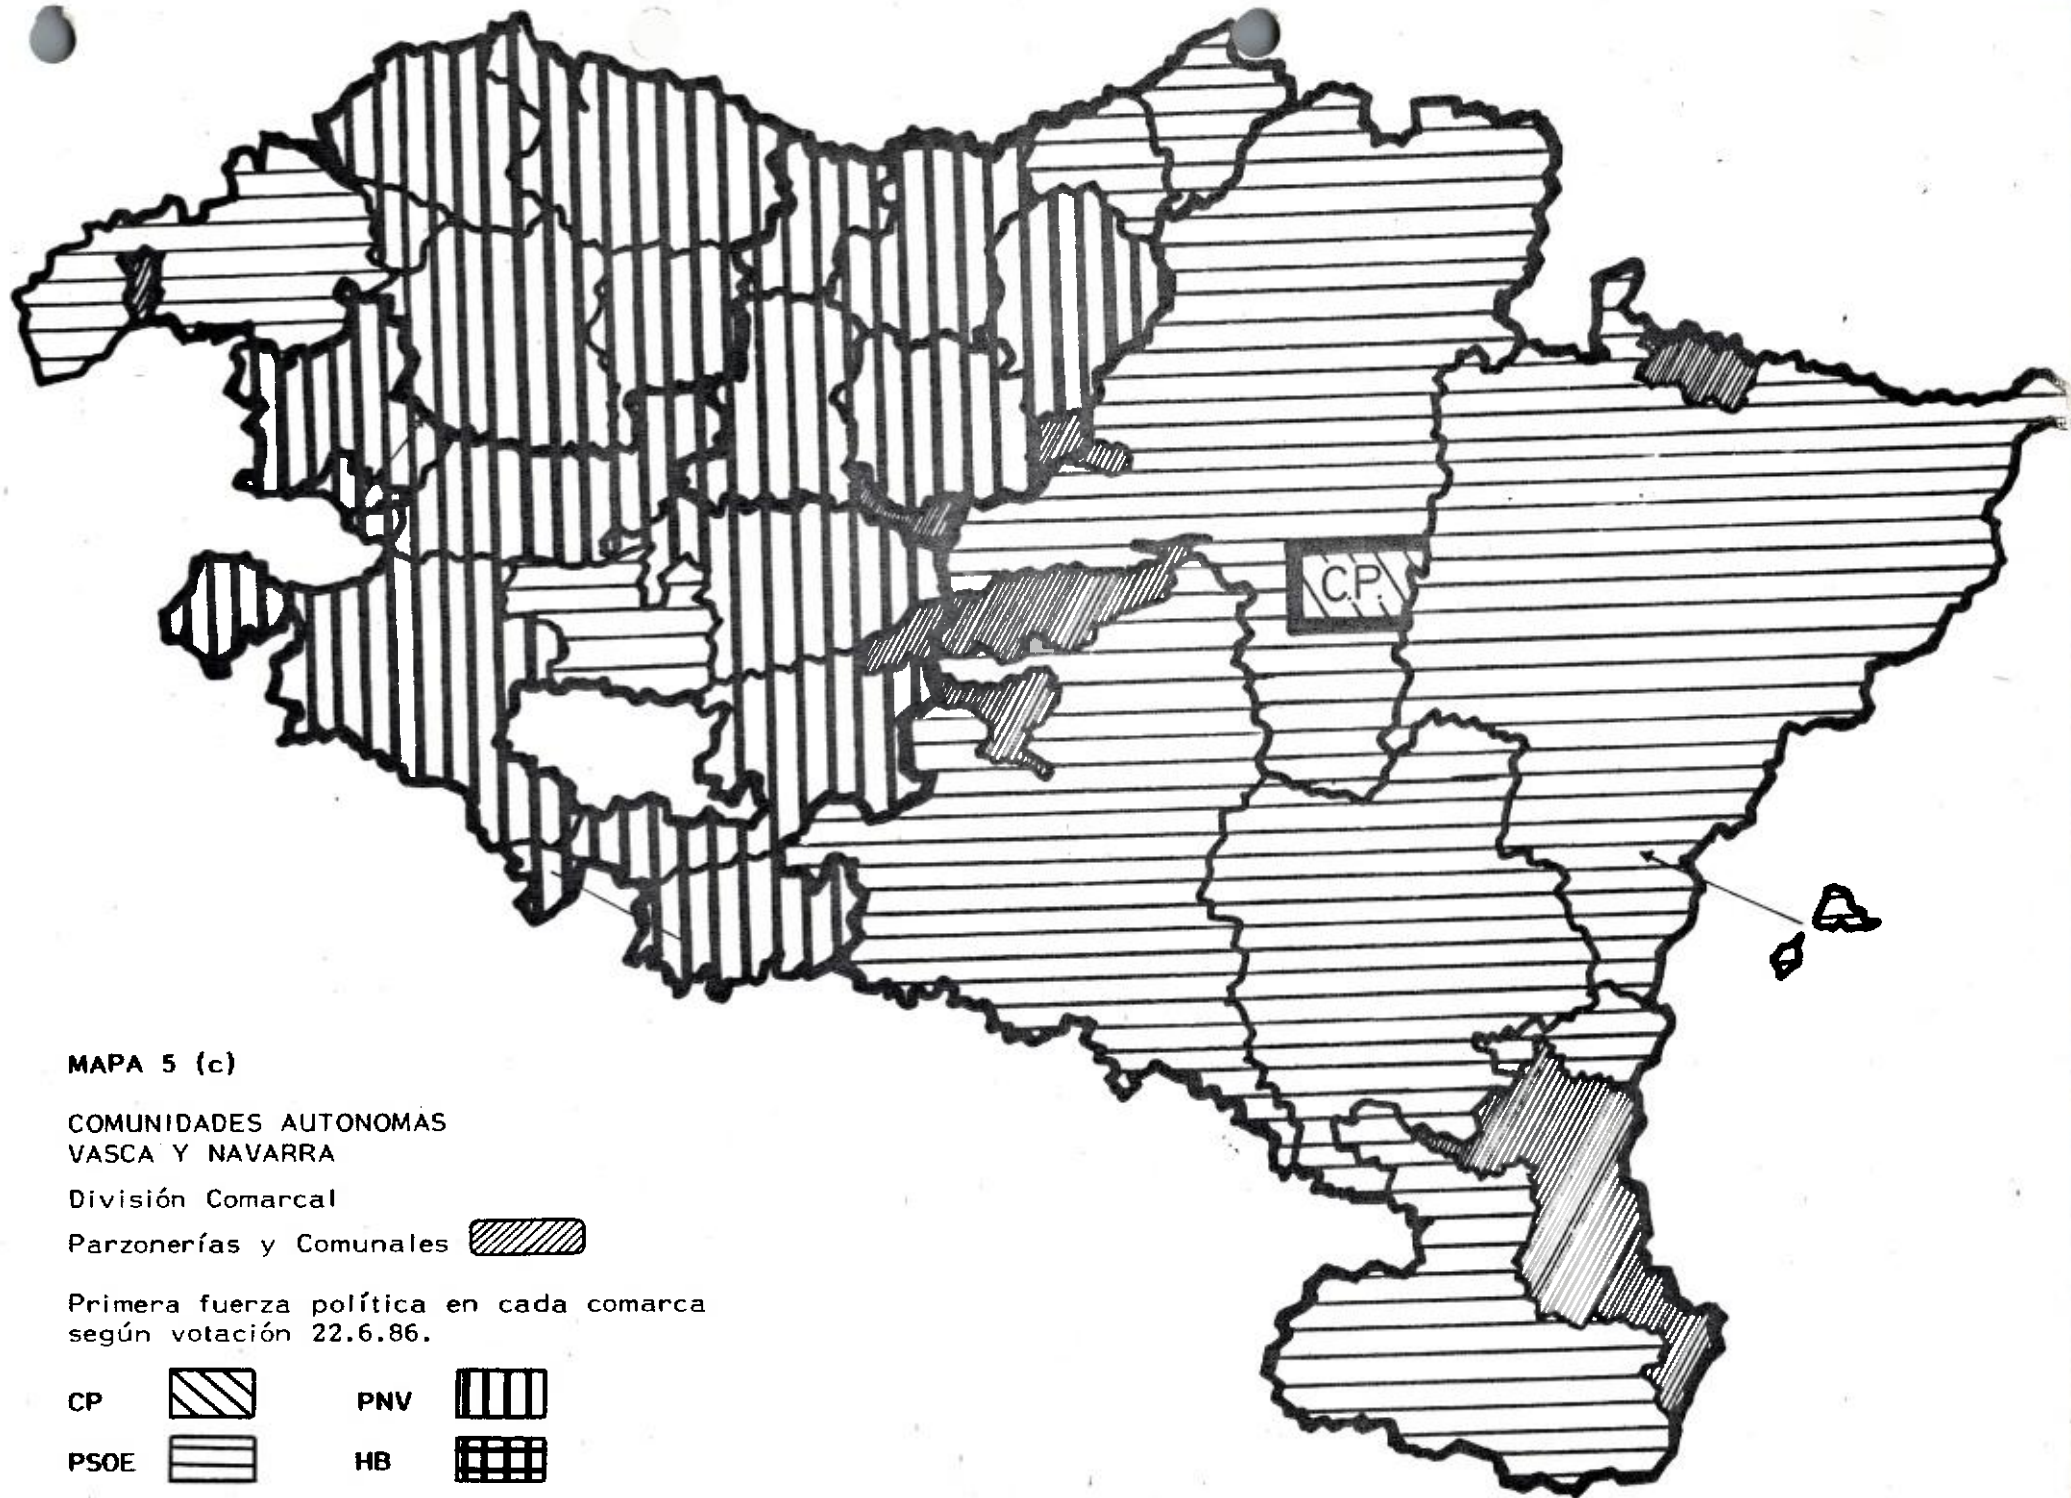 C.P.
MAPA 5 (c)
COMUNIDADES AUTONOMAS
VASCA Y NAVARRA
División Comarcal
Parzonerías y Comunales
Primera fuerza política en cada comarca
según votación 22.6.86.
CP PNV
PSOE HB